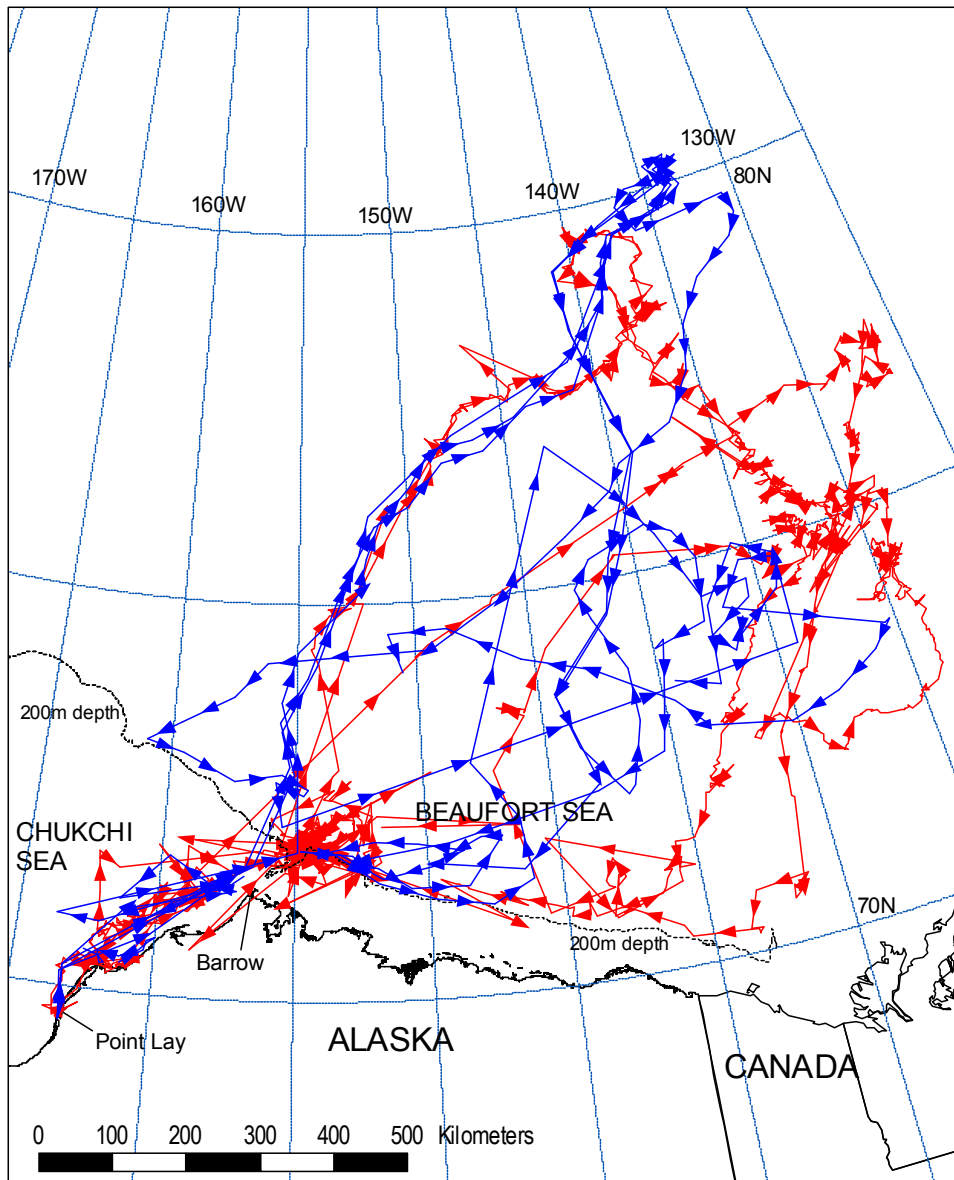 130W
80N
170W
140W
160W
150W
200m depth
BEAUFORT SEA
CHUKCHI
SEA
70N
200m depth
Barrow
Point Lay
ALASKA
CANADA
0 100 200 300 400 500 Kilometers